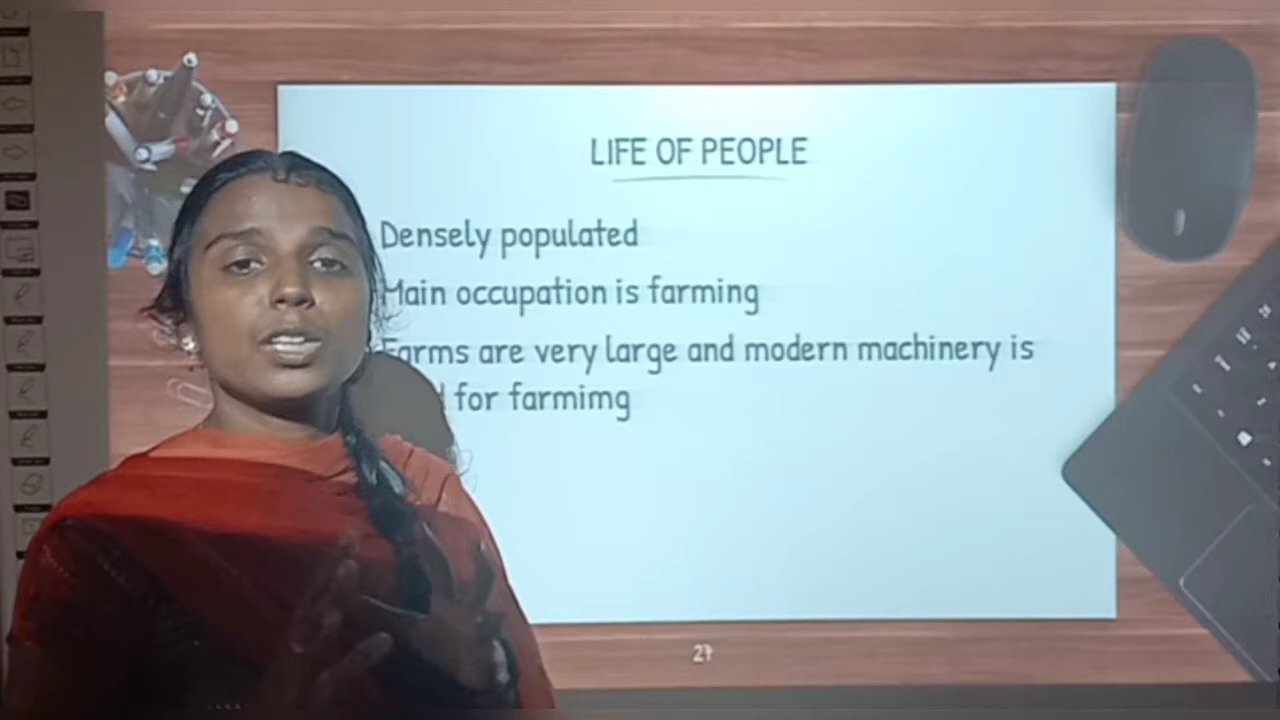 LIFE OF PEOPLE
Densely populated
Main occupation is farming
Farms are very large and modern machinery is
for farmimg
27